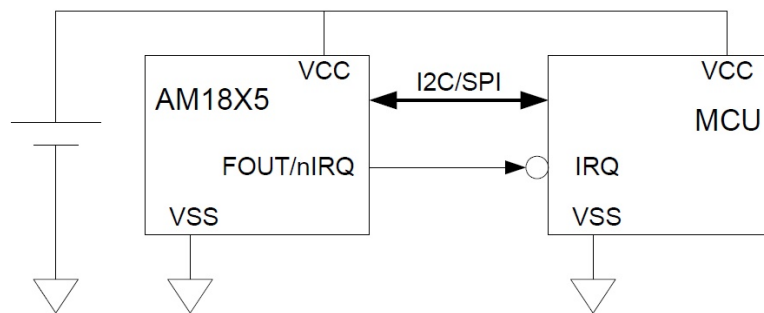 VCC
AM18X5
FOUT/nIRQ
VSS
I2C/SPI
VCC
MCU
IRQ
VSS